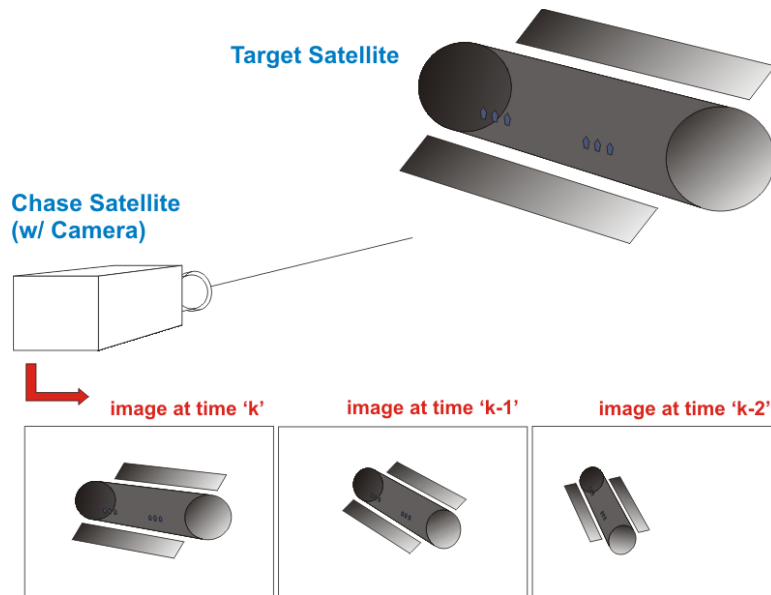 Target Satellite
Chase Satellite
(w/ Camera)
image at time ‘k’
image at time ‘k-1’
image at time ‘k-2’